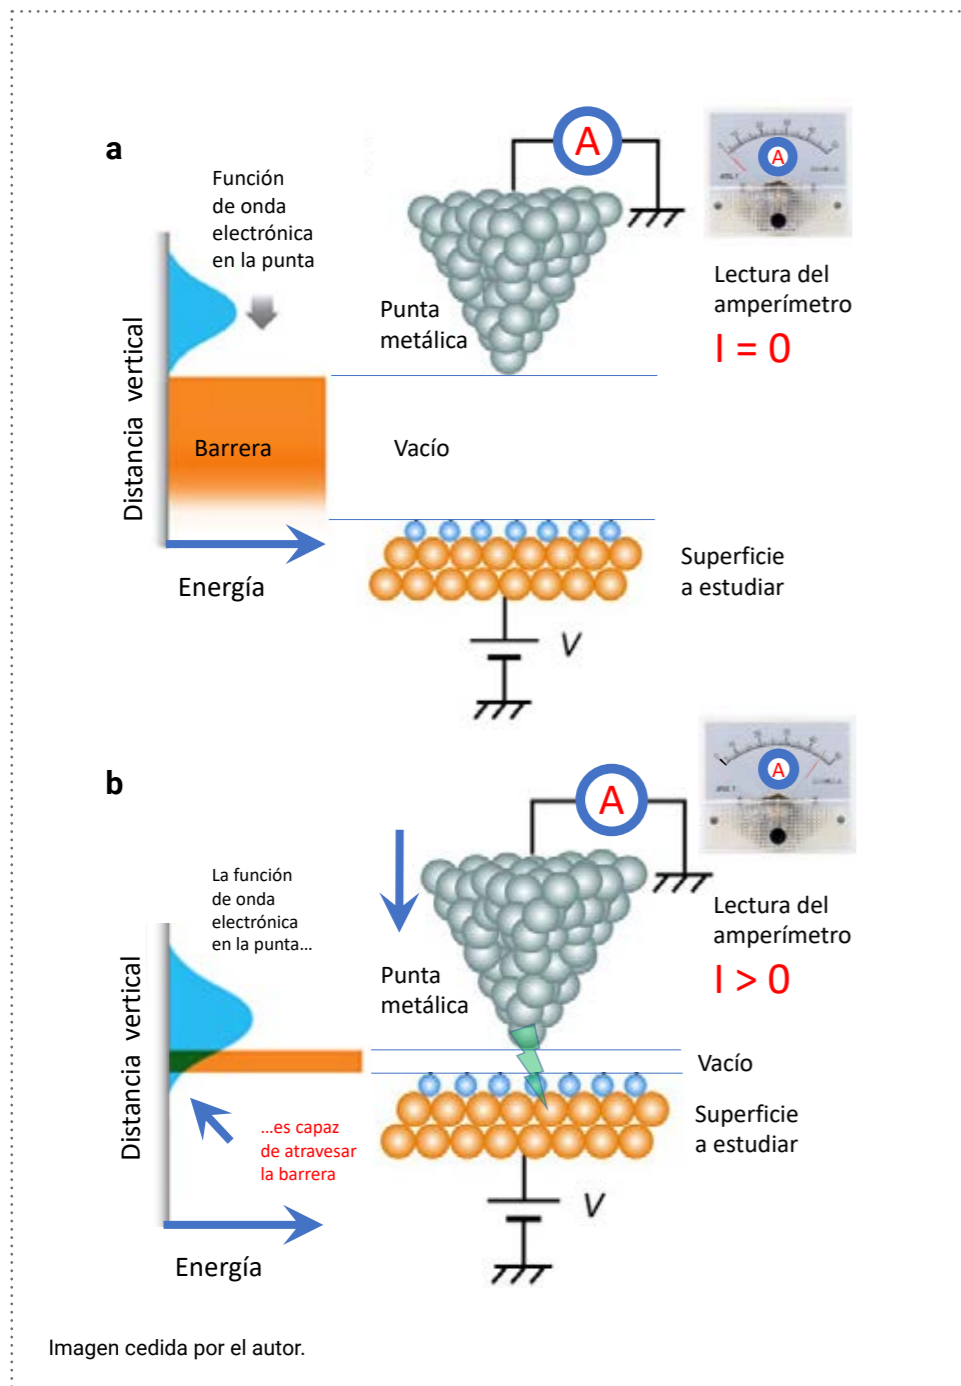 a
Función
de onda
electrónica
en la punta
A
A
Punta
metálica
Lectura del
amperímetro
I = 0
Distancia vertical
Barrera
Vacío
Energía
Superficie
a estudiar
V
b
A
A
La función
de onda
electrónica
en la punta...
Punta
metálica
Lectura del
amperímetro
I > 0
Distancia vertical
Vacío
...es capaz
de atravesar
la barrera
Superficie
a estudiar
V
Energía
Imagen cedida por el autor.